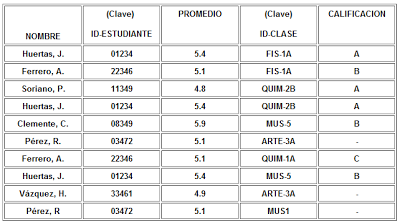 NOMBRE (Clave) ID-ESTUDIANTE PROMEDIO (Clave) ID-CLASE CALIFICACION
Huertas, J. 01234 5.4 FIS-1A A
Ferrero, A. 22346 5.1 FIS-1A B
Soriano, P. 11349 4.8 QUIM-2B A
Huertas, J. 01234 5.4 QUIM-2B A
Clemente, C. 08349 5.9 MUS-5 B
Pérez, R. 03472 5.1 ARTE-3A -
Ferrero, A. 22346 5.1 QUIM-1A C
Huertas, J. 01234 5.4 MUS-5 B
Vázquez, H. 33461 4.9 ARTE-3A -
Pérez, R 03472 5.1 MUS1 -